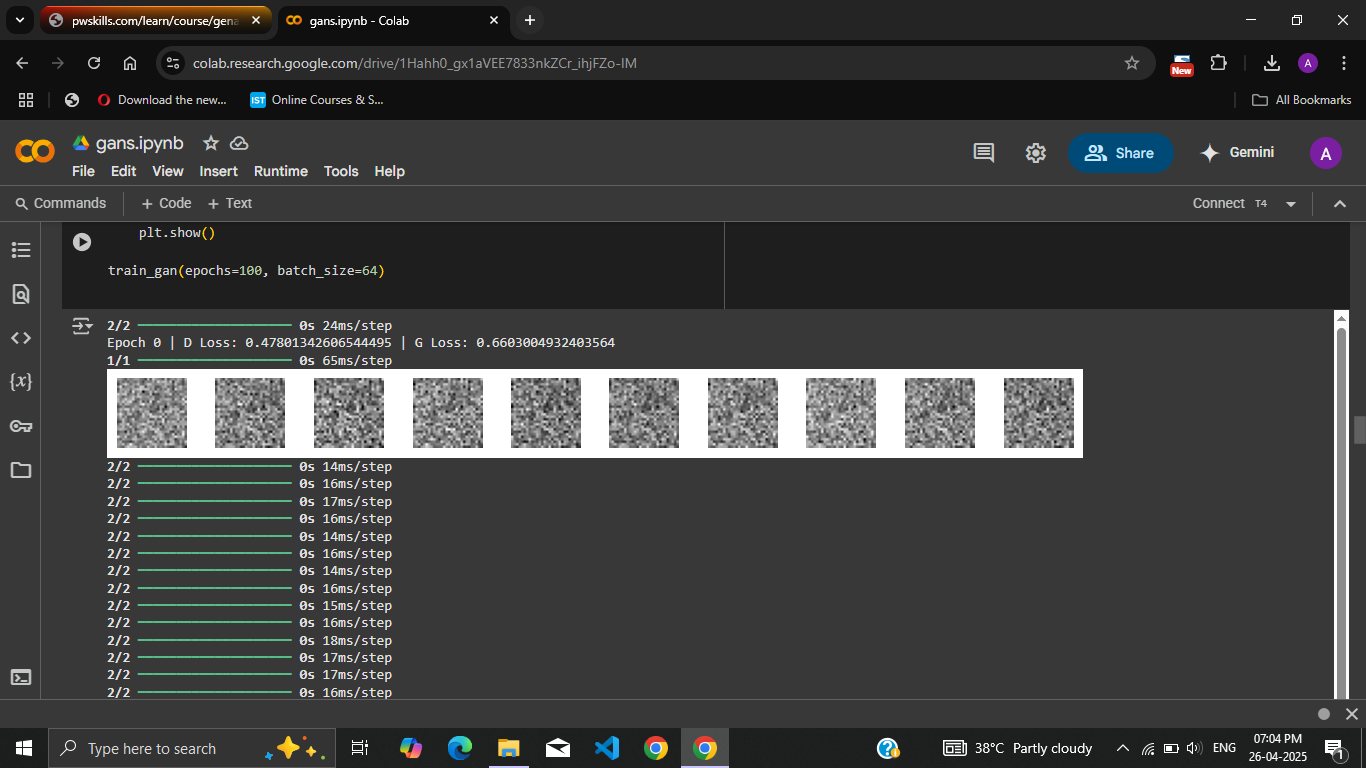 pwskills.com/learn/course/gena
gans.ipynb - Colab
colab.research.google.com/drive/1Hahh0_gx1aVEE7833nkZCr_ihjFZo-IM
New
A
Download the new...
IST
Online Courses & S...
All Bookmarks
gans.ipynb
File Edit View Insert Runtime Tools Help
Share
Gemini
A
Commands
+ Code + Text
Connect T4
plt.show()
train_gan(epochs=100, batch_size=64)
{x}
2/2 0s 24ms/step
Epoch 0 | D Loss: 0.47801342606544495 | G Loss: 0.6603004932403564
1/1 0s 65ms/step
2/2 0s 14ms/step
2/2 0s 16ms/step
2/2 0s 17ms/step
2/2 0s 16ms/step
2/2 0s 14ms/step
2/2 0s 16ms/step
2/2 0s 14ms/step
2/2 0s 16ms/step
2/2 0s 15ms/step
2/2 0s 16ms/step
2/2 0s 18ms/step
2/2 0s 17ms/step
2/2 0s 17ms/step
2/2 0s 16ms/step
Type here to search
38°C Partly cloudy
ENG
07:04 PM
26-04-2025
1